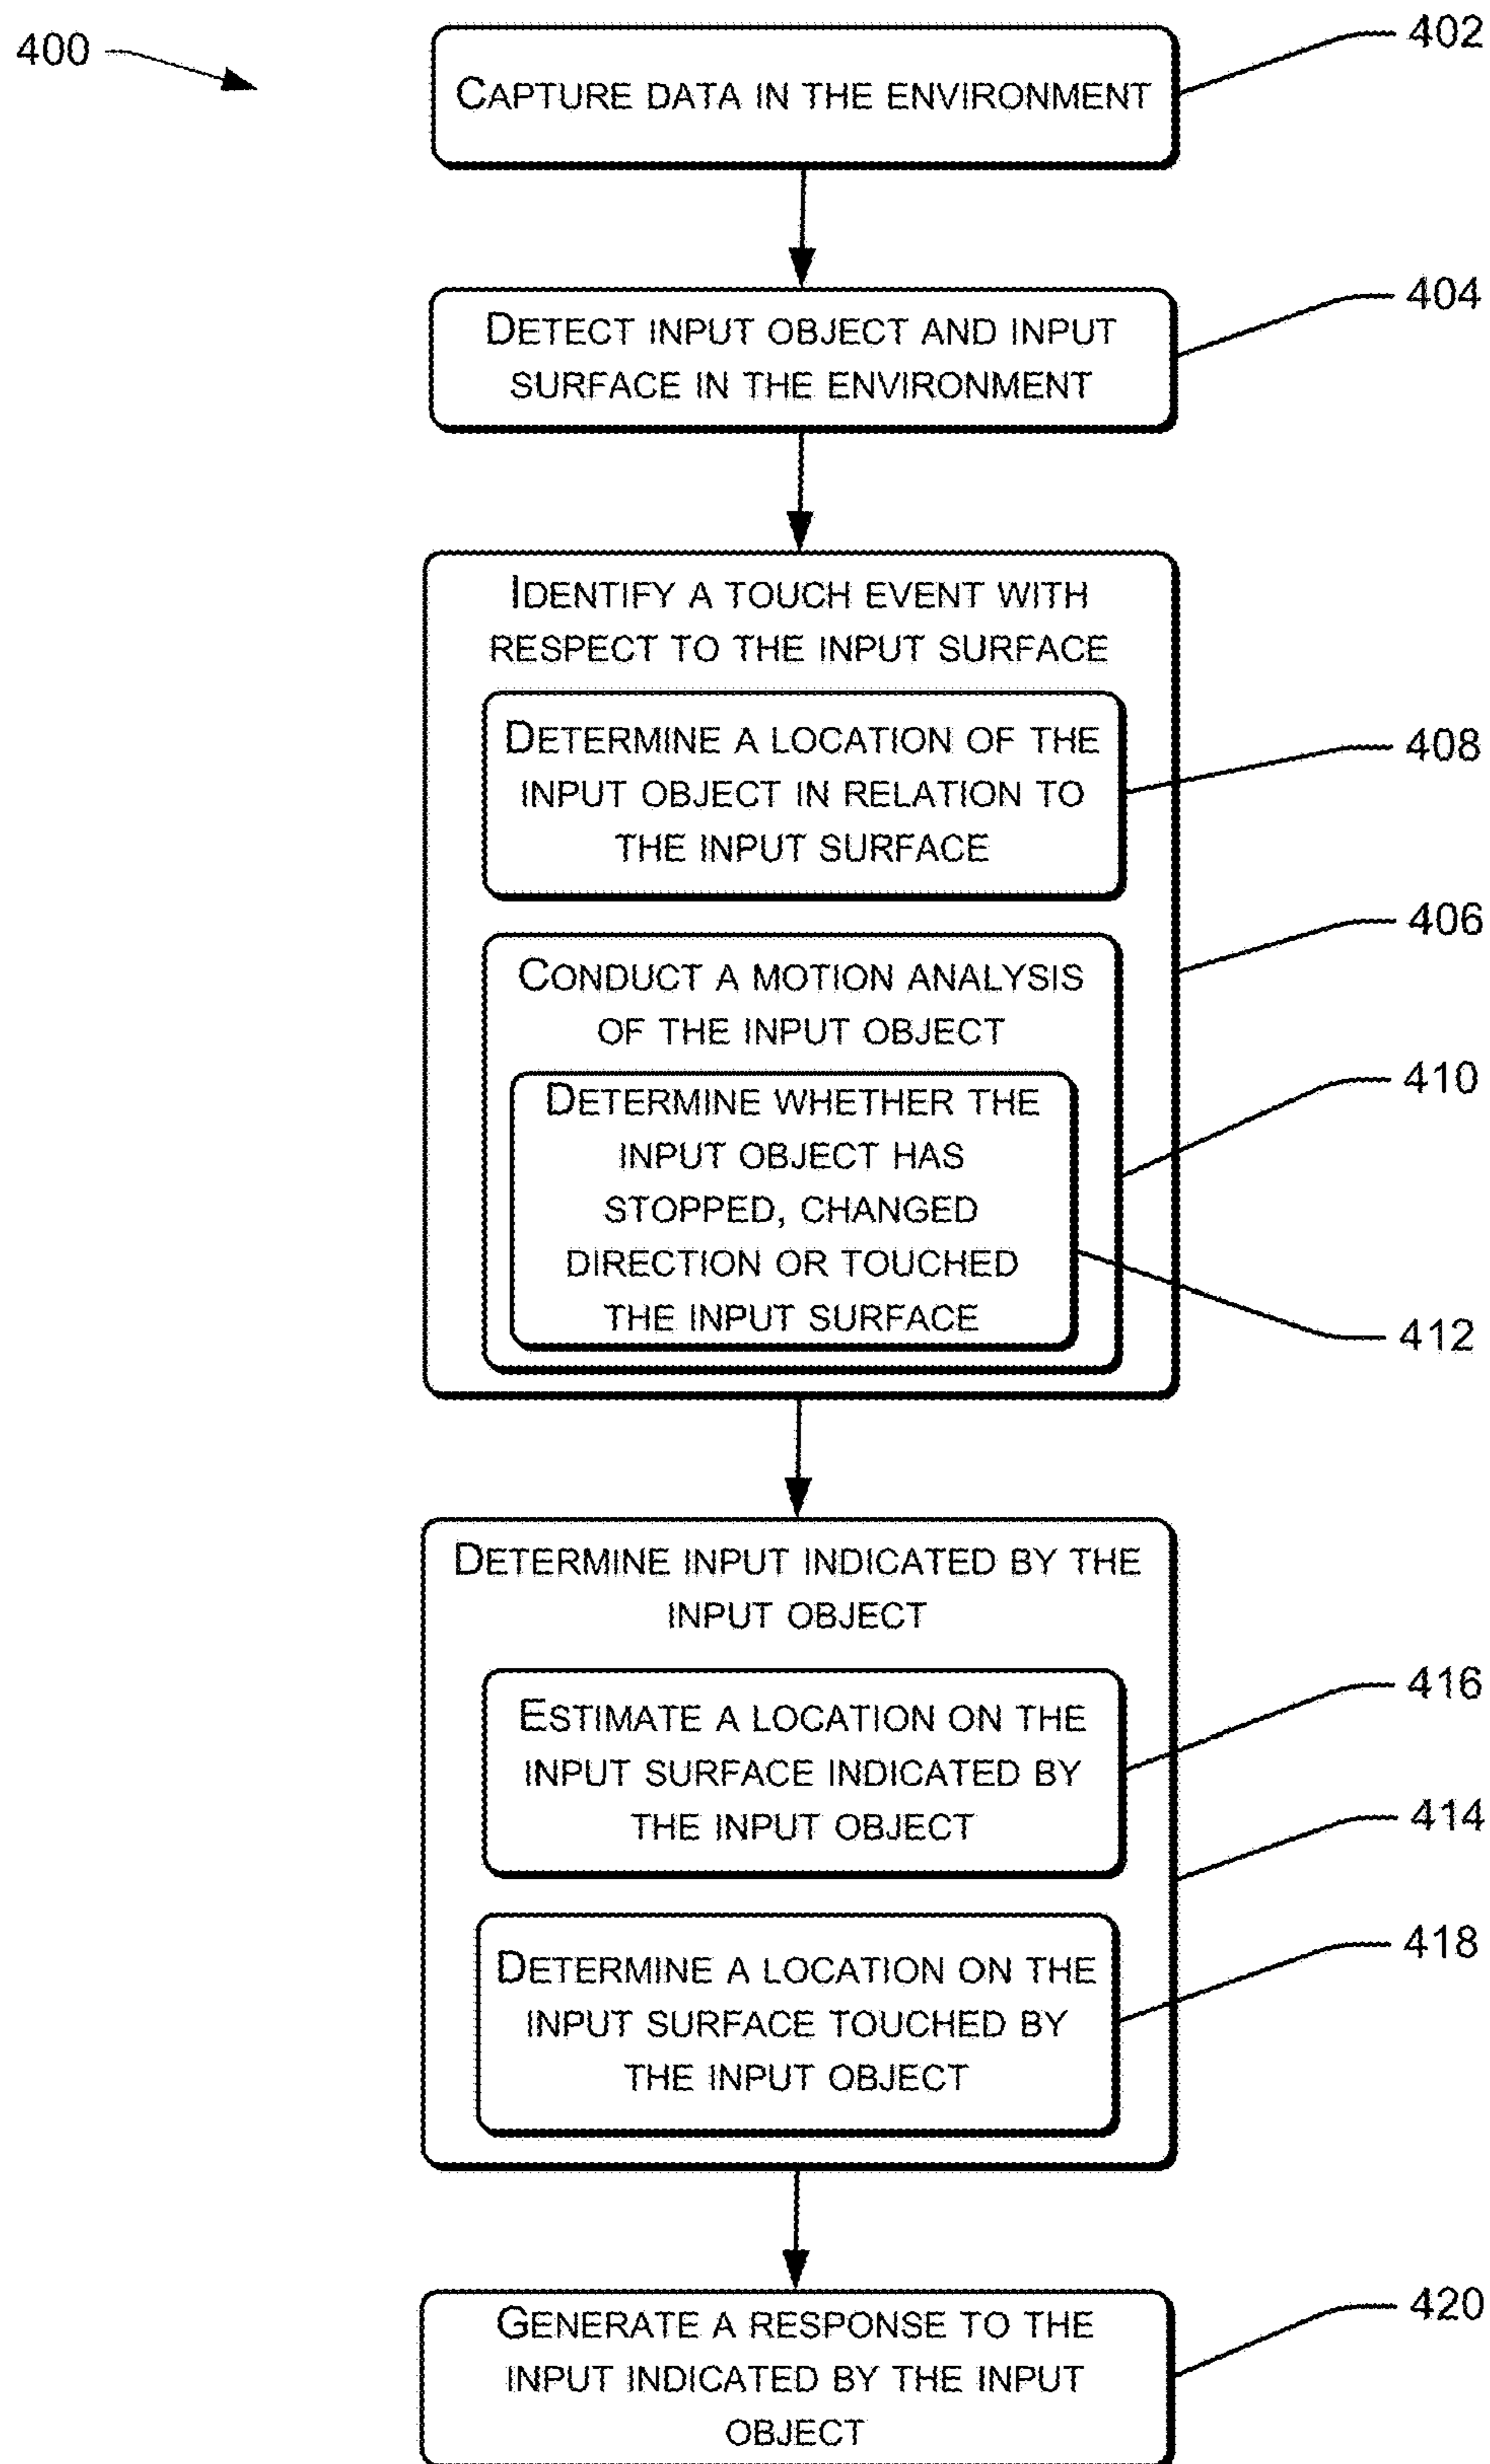 400
402
CAPTURE DATA IN THE ENVIRONMENT
404
DETECT INPUT OBJECT AND INPUT
SURFACE IN THE ENVIRONMENT
IDENTIFY A TOUCH EVENT WITH
RESPECT TO THE INPUT SURFACE
DETERMINE A LOCATION OF THE
INPUT OBJECT IN RELATION TO
THE INPUT SURFACE
408
406
CONDUCT A MOTION ANALYSIS
OF THE INPUT OBJECT
410
DETERMINE WHETHER THE
INPUT OBJECT HAS
STOPPED, CHANGED
DIRECTION OR TOUCHED
THE INPUT SURFACE
412
DETERMINE INPUT INDICATED BY THE
INPUT OBJECT
416
ESTIMATE A LOCATION ON THE
INPUT SURFACE INDICATED BY
THE INPUT OBJECT
414
418
DETERMINE A LOCATION ON THE
INPUT SURFACE TOUCHED BY
THE INPUT OBJECT
420
GENERATE A RESPONSE TO THE
INPUT INDICATED BY THE INPUT
OBJECT